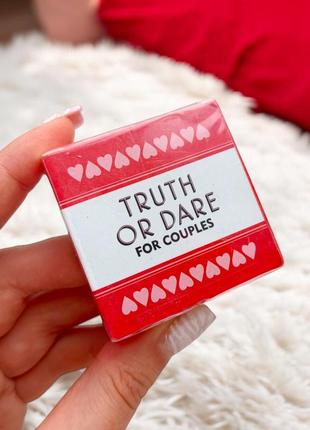 TRUTH
OR DARE
FOR COUPLES